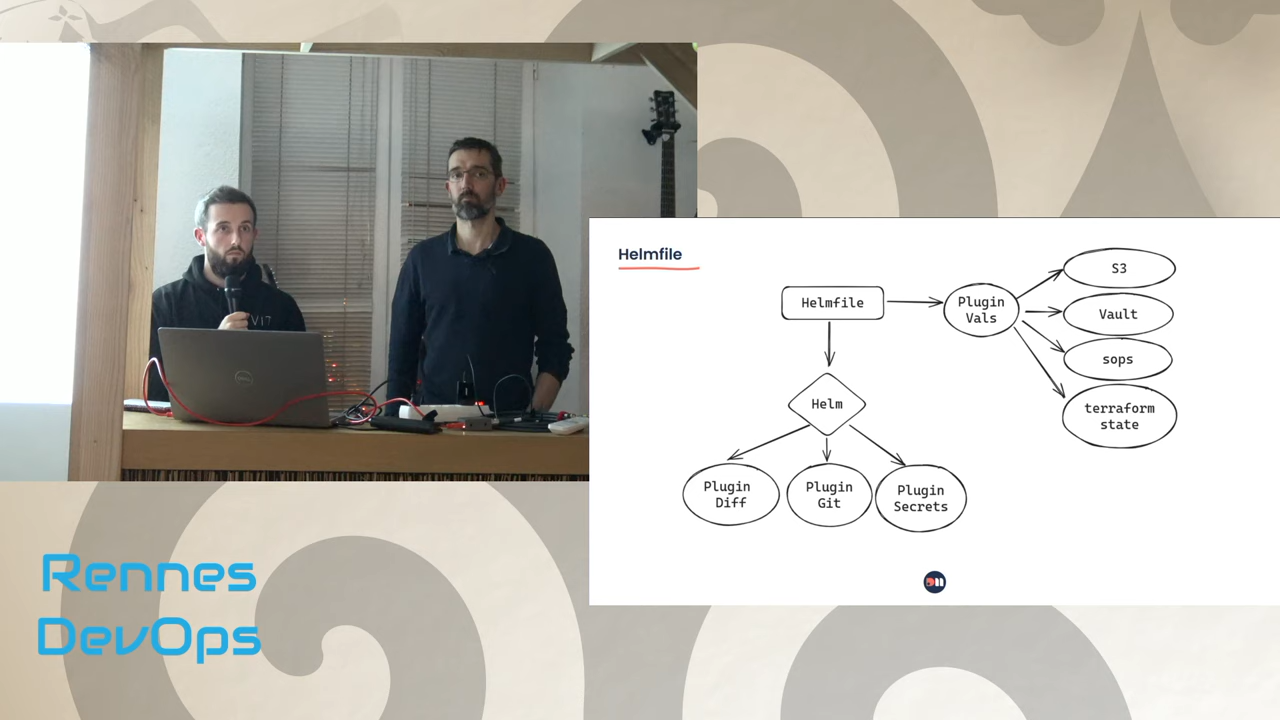 Helmfile
Helmfile
Plugin
Vals
S3
Vault
sops
terraform
state
Helm
Plugin
Diff
Plugin
Git
Plugin
Secrets
Rennes
DevOps